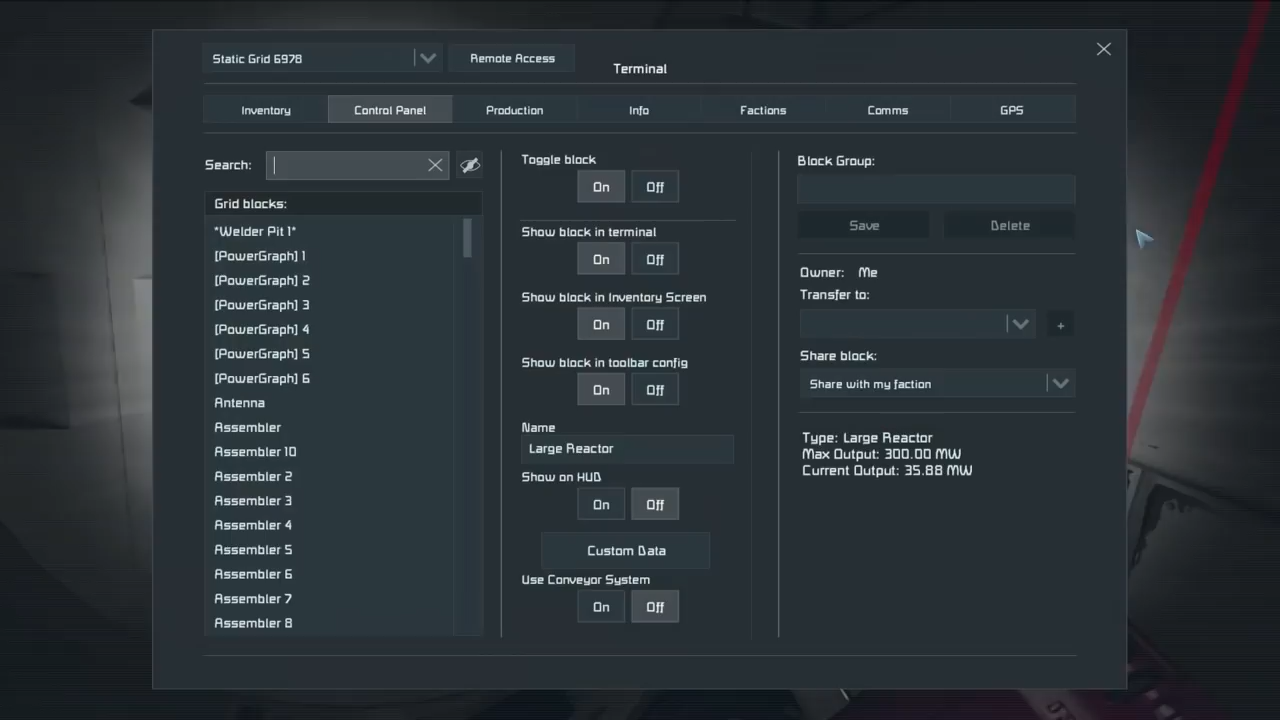 Static Grid 6978
Remote Access
Terminal
Inventory
Control Panel
Production
Info
Factions
Comms
GPS
Search:
Grid blocks:
*Welder Pit 1*
[PowerGraph] 1
[PowerGraph] 2
[PowerGraph] 3
[PowerGraph] 4
[PowerGraph] 5
[PowerGraph] 6
Antenna
Assembler
Assembler 10
Assembler 2
Assembler 3
Assembler 4
Assembler 5
Assembler 6
Assembler 7
Assembler 8
Toggle block
On Off
Show block in terminal
On Off
Show block in Inventory Screen
On Off
Show block in toolbar config
On Off
Name
Large Reactor
Show on HUD
On Off
Custom Data
Use Conveyor System
On Off
Block Group:
Save Delete
Owner: Me
Transfer to:
+
Share block:
Share with my faction
Type: Large Reactor
Max Output: 300.00 MW
Current Output: 35.88 MW